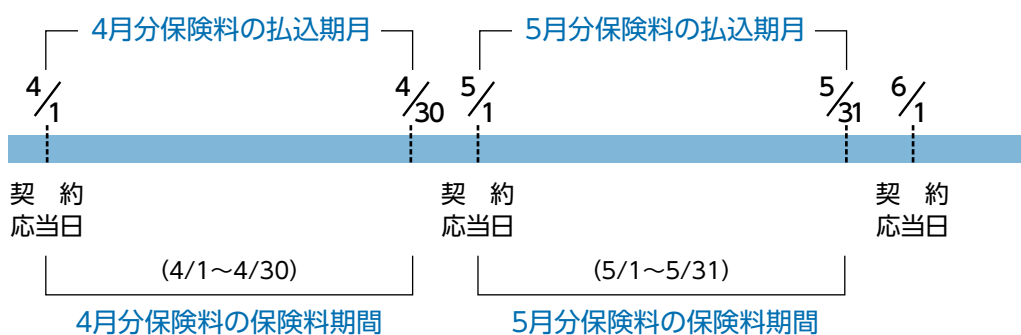 4月分保険料の払込期月
5月分保険料の払込期月
4/1
4/30
5/1
5/31
6/1
契　約
応当日
契　約
応当日
契　約
応当日
(4/1～4/30)
(5/1～5/31)
4月分保険料の保険料期間
5月分保険料の保険料期間